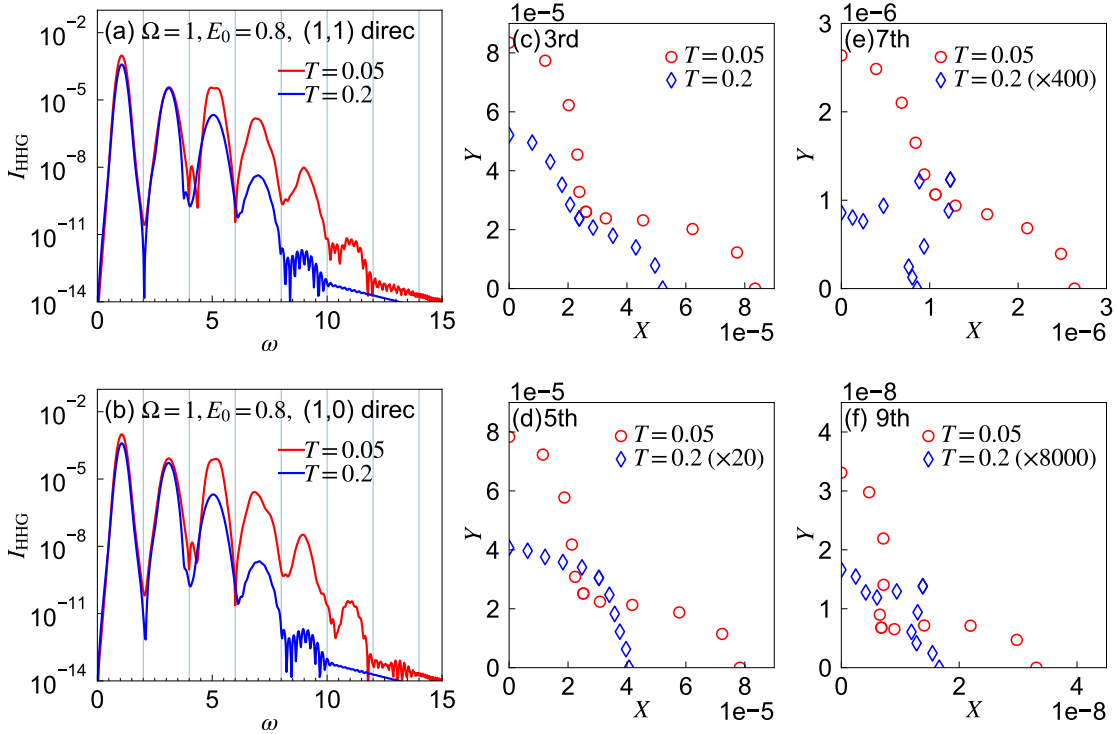 (a) Ω = 1, E₀ = 0.8, (1,1) direc
T = 0.05
T = 0.2
10⁻²
10⁻⁵
10⁻⁸
10⁻¹¹
10⁻¹⁴
I_HHG
0 5 10 15
ω
(b) Ω = 1, E₀ = 0.8, (1,0) direc
T = 0.05
T = 0.2
10⁻²
10⁻⁵
10⁻⁸
10⁻¹¹
10⁻¹⁴
I_HHG
0 5 10 15
ω
1e−5
(c) 3rd
T = 0.05
T = 0.2
8
6
4
2
0
Y
0 2 4 6 8
X
1e−5
1e−5
(d) 5th
T = 0.05
T = 0.2 (×20)
8
6
4
2
0
Y
0 2 4 6 8
X
1e−5
1e−6
(e) 7th
T = 0.05
T = 0.2 (×400)
3
2
1
0
Y
0 1 2 3
X
1e−6
1e−8
(f) 9th
T = 0.05
T = 0.2 (×8000)
4
3
2
1
0
Y
0 2 4
X
1e−8